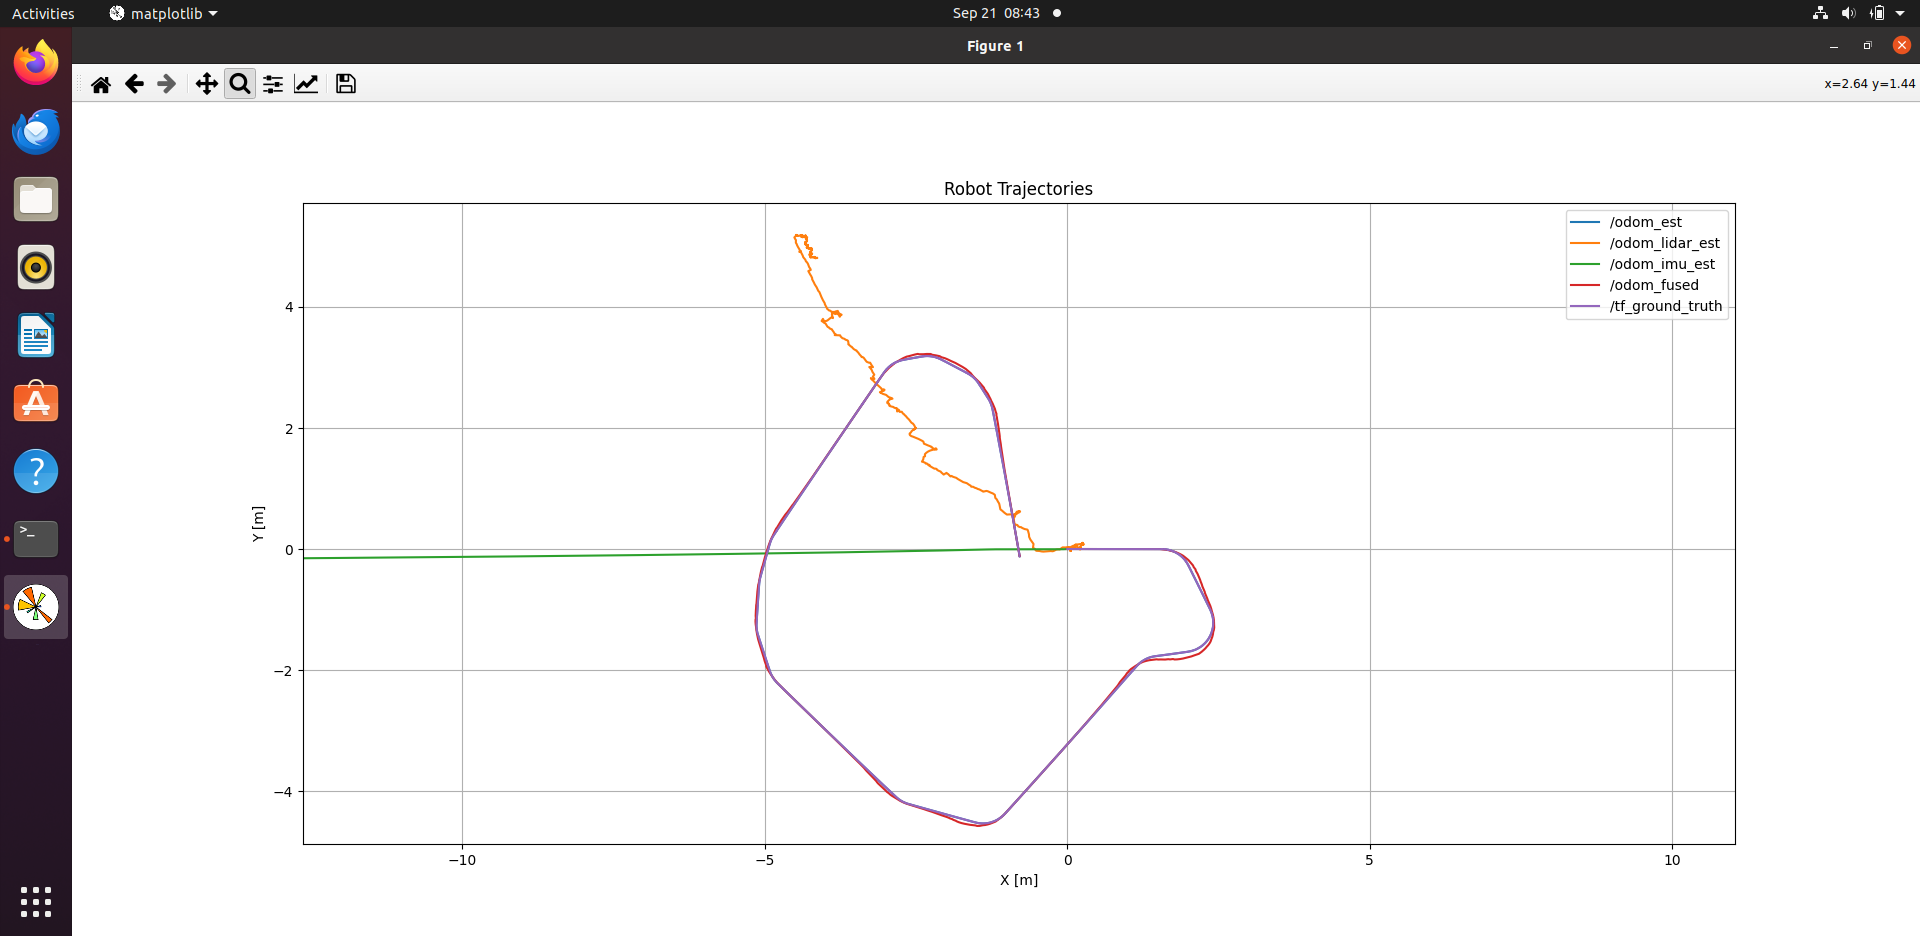 Activities
matplotlib
Sep 21 08:43
Figure 1
x=2.64 y=1.44
Robot Trajectories
/odom_est
/odom_lidar_est
/odom_imu_est
/odom_fused
/tf_ground_truth
4
2
0
−2
−4
Y [m]
−10
−5
0
5
10
X [m]